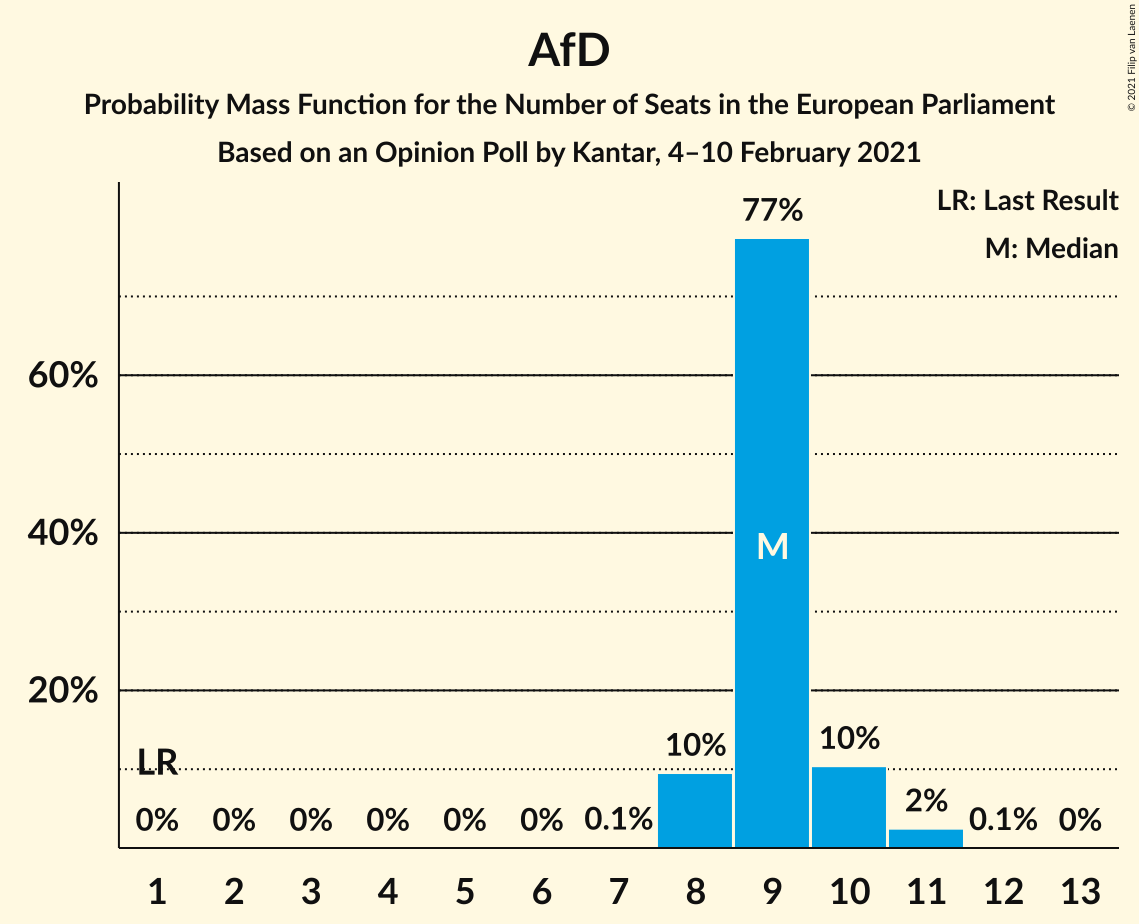 AfD
Probability Mass Function for the Number of Seats in the European Parliament
Based on an Opinion Poll by Kantar, 4–10 February 2021
© 2021 Filip van Laenen
LR: Last Result
M: Median
77%
60%
40%
M
20%
LR
0% 0% 0% 0% 0% 0% 0.1% 10% 10% 2% 0.1% 0%
1 2 3 4 5 6 7 8 9 10 11 12 13